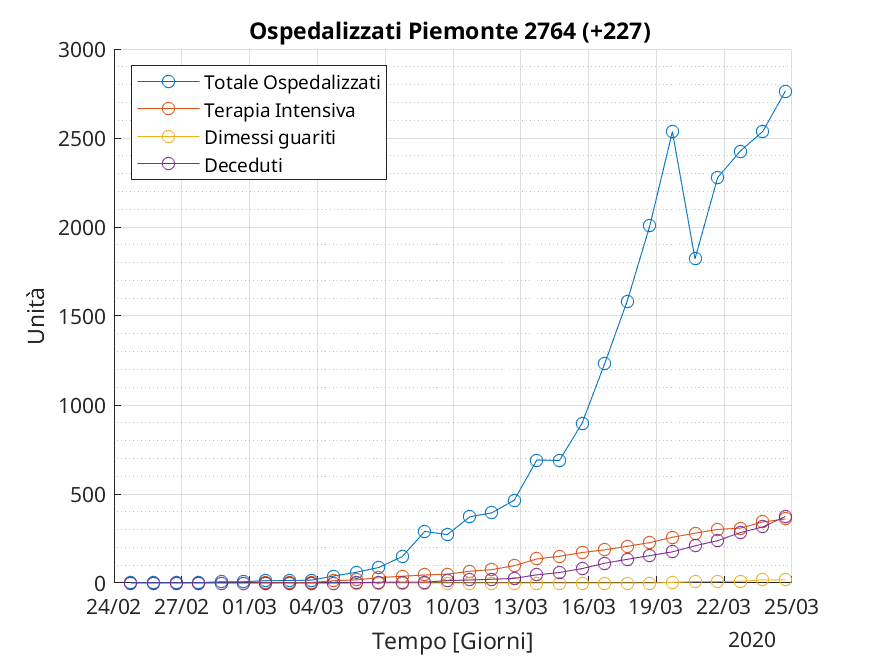 Ospedalizzati Piemonte 2764 (+227)
3000
2500
2000
1500
1000
500
0
Unità
Totale Ospedalizzati
Terapia Intensiva
Dimessi guariti
Deceduti
24/02 27/02 01/03 04/03 07/03 10/03 13/03 16/03 19/03 22/03 25/03
Tempo [Giorni]
2020